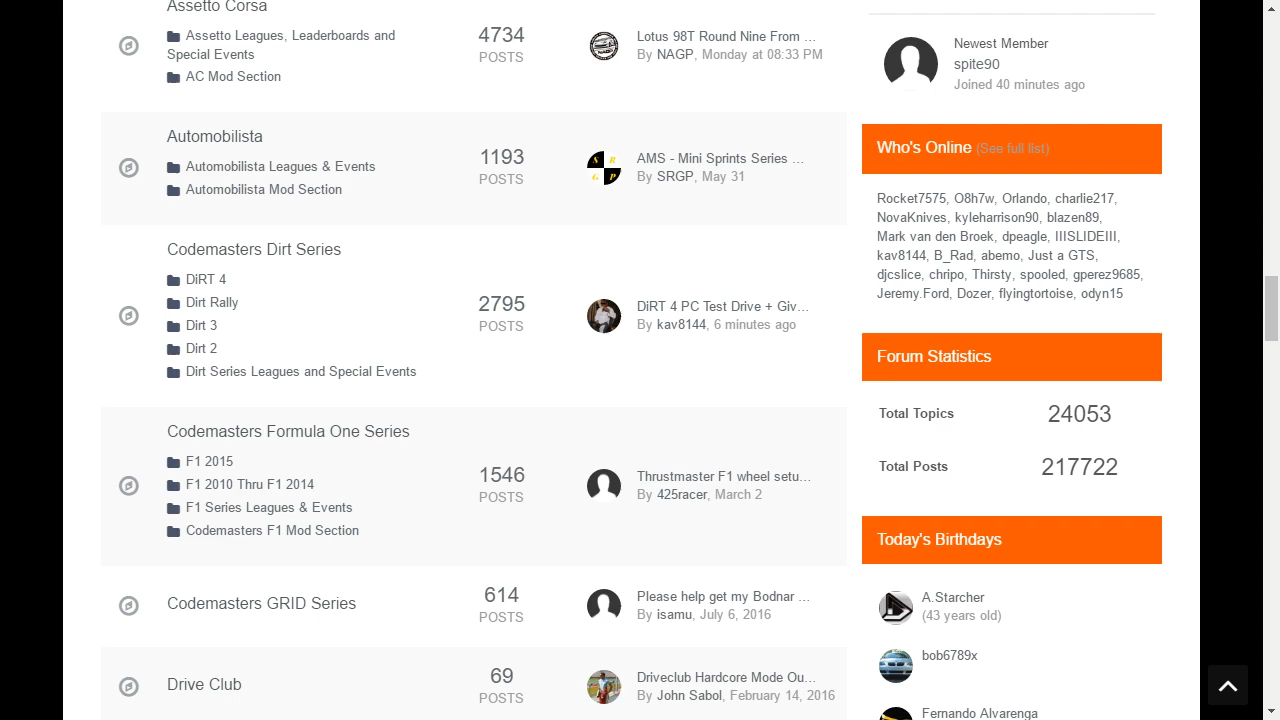 Assetto Corsa
Assetto Leagues, Leaderboards and
Special Events
AC Mod Section
4734
POSTS
Lotus 98T Round Nine From ...
By NAGP, Monday at 08:33 PM
Automobilista
Automobilista Leagues & Events
Automobilista Mod Section
1193
POSTS
S R
G P
AMS - Mini Sprints Series ...
By SRGP, May 31
Codemasters Dirt Series
DiRT 4
Dirt Rally
Dirt 3
Dirt 2
Dirt Series Leagues and Special Events
2795
POSTS
DiRT 4 PC Test Drive + Giv...
By kav8144, 6 minutes ago
Codemasters Formula One Series
F1 2015
F1 2010 Thru F1 2014
F1 Series Leagues & Events
Codemasters F1 Mod Section
1546
POSTS
Thrustmaster F1 wheel setu...
By 425racer, March 2
Codemasters GRID Series
614
POSTS
Please help get my Bodnar ...
By isamu, July 6, 2016
Drive Club
69
POSTS
Driveclub Hardcore Mode Ou...
By John Sabol, February 14, 2016
Newest Member
spite90
Joined 40 minutes ago
Who's Online (See full list)
Rocket7575, O8h7w, Orlando, charlie217,
NovaKnives, kyleharrison90, blazen89,
Mark van den Broek, dpeagle, IIISLIDEIII,
kav8144, B_Rad, abemo, Just a GTS,
djcslice, chripo, Thirsty, spooled, gperez9685,
Jeremy.Ford, Dozer, flyingtortoise, odyn15
Forum Statistics
Total Topics 24053
Total Posts 217722
Today's Birthdays
A.Starcher
(43 years old)
bob6789x
Fernando Alvarenga